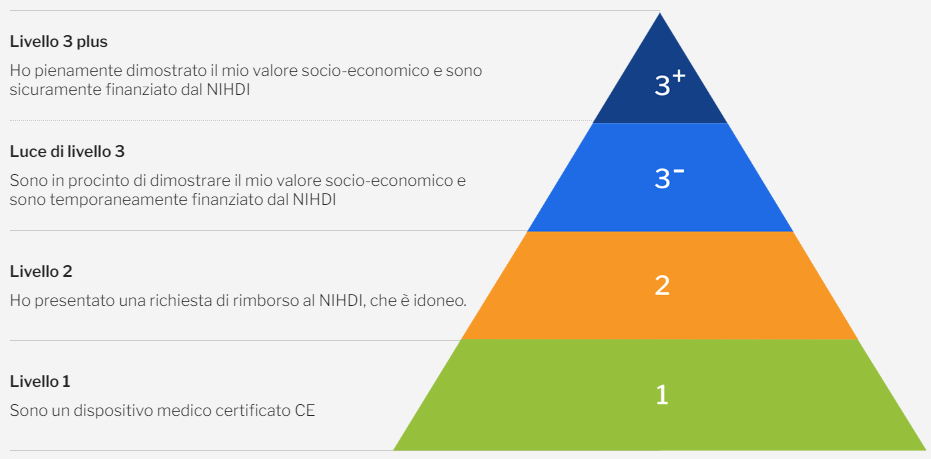 Livello 3 plus
Ho pienamente dimostrato il mio valore socio-economico e sono
sicuramente finanziato dal NIHDI
3+
Luce di livello 3
Sono in procinto di dimostrare il mio valore socio-economico e
sono temporaneamente finanziato dal NIHDI
3-
Livello 2
Ho presentato una richiesta di rimborso al NIHDI, che è idoneo.
2
Livello 1
Sono un dispositivo medico certificato CE
1